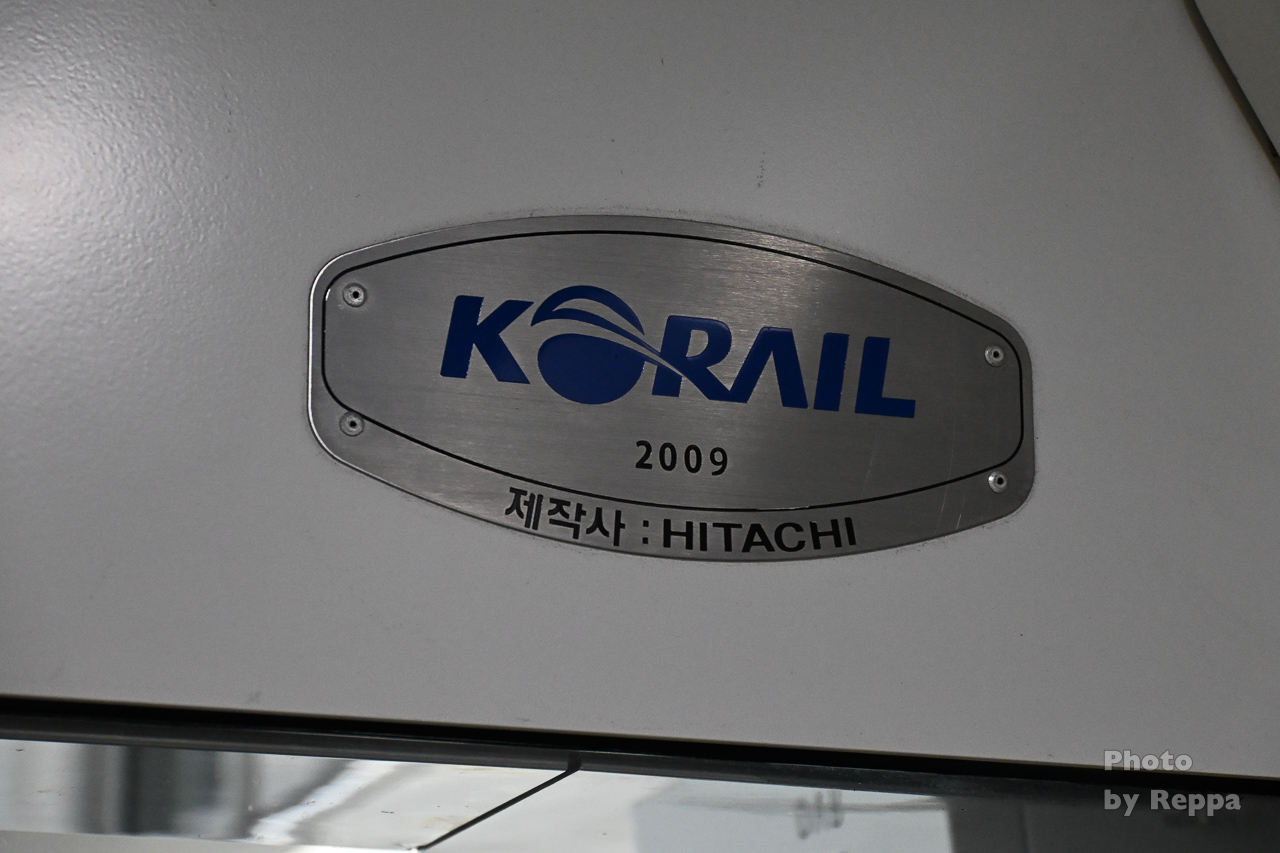 KORAIL
2009
제작사 : HITACHI
Photo
by Reppa